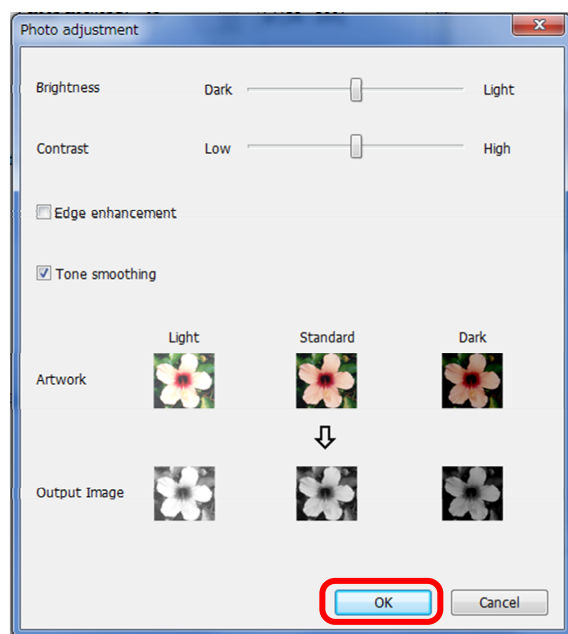 Photo adjustment
Brightness Dark Light
Contrast Low High
Edge enhancement
Tone smoothing
Light Standard Dark
Artwork
Output Image
OK Cancel